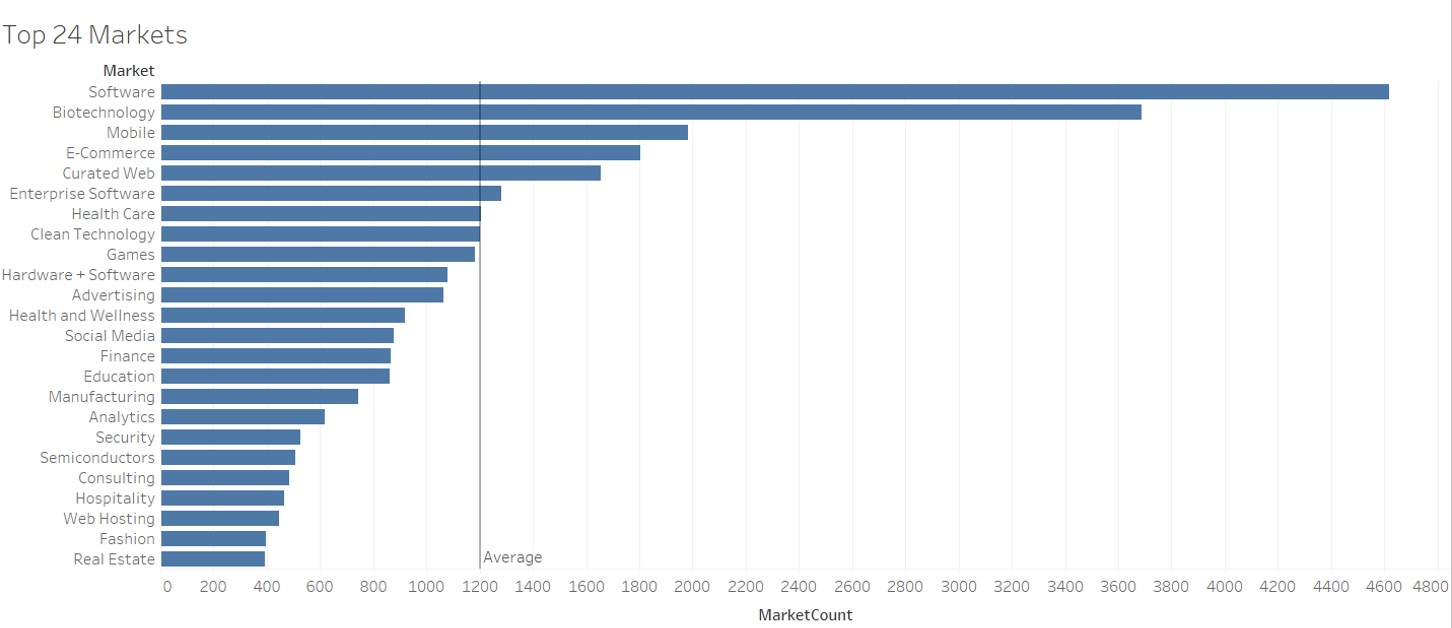 Top 24 Markets
Market
Software
Biotechnology
Mobile
E-Commerce
Curated Web
Enterprise Software
Health Care
Clean Technology
Games
Hardware + Software
Advertising
Health and Wellness
Social Media
Finance
Education
Manufacturing
Analytics
Security
Semiconductors
Consulting
Hospitality
Web Hosting
Fashion
Real Estate
Average
0 200 400 600 800 1000 1200 1400 1600 1800 2000 2200 2400 2600 2800 3000 3200 3400 3600 3800 4000 4200 4400 4600 4800
MarketCount